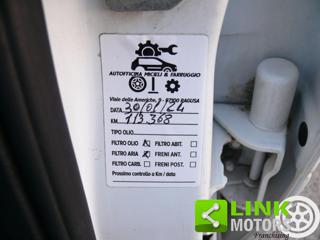 AUTOFFICINA MICIELI & FARRUGGIO
Viale delle Americhe, 9 - 97100 RAGUSA
DATA 30/01/24
KM 113.368
TIPO OLIO
FILTRO OLIO FILTRO ABIT.
FILTRO ARIA FRENI ANT.
FILTRO CARB. FRENI POST.
Prossimo controllo a Km / data
LINK
MOTORS
Franchising